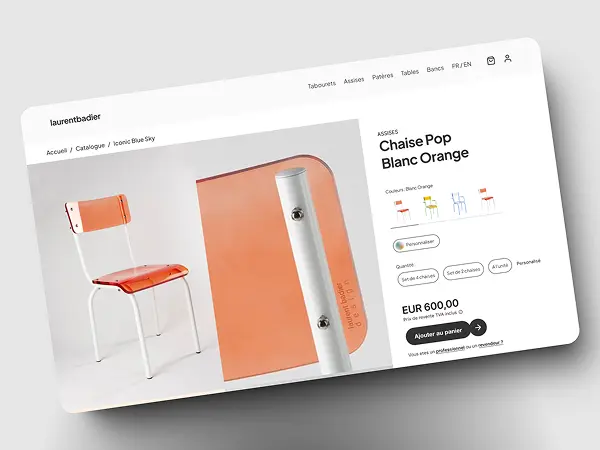 laurentbadier
Tabourets Assises Patères Tables Bancs FR / EN
Accueil / Catalogue / Iconic Blue Sky
ASSISES
Chaise Pop
Blanc Orange
Couleurs: Blanc Orange
Personnaliser
Quantité
Set de 4 chaises Set de 2 chaises A l'unité Personnalisé
EUR 600,00
Prix de revente TVA inclus
Ajouter au panier
Vous êtes un professionnel ou un revendeur ?
laurent badier
design